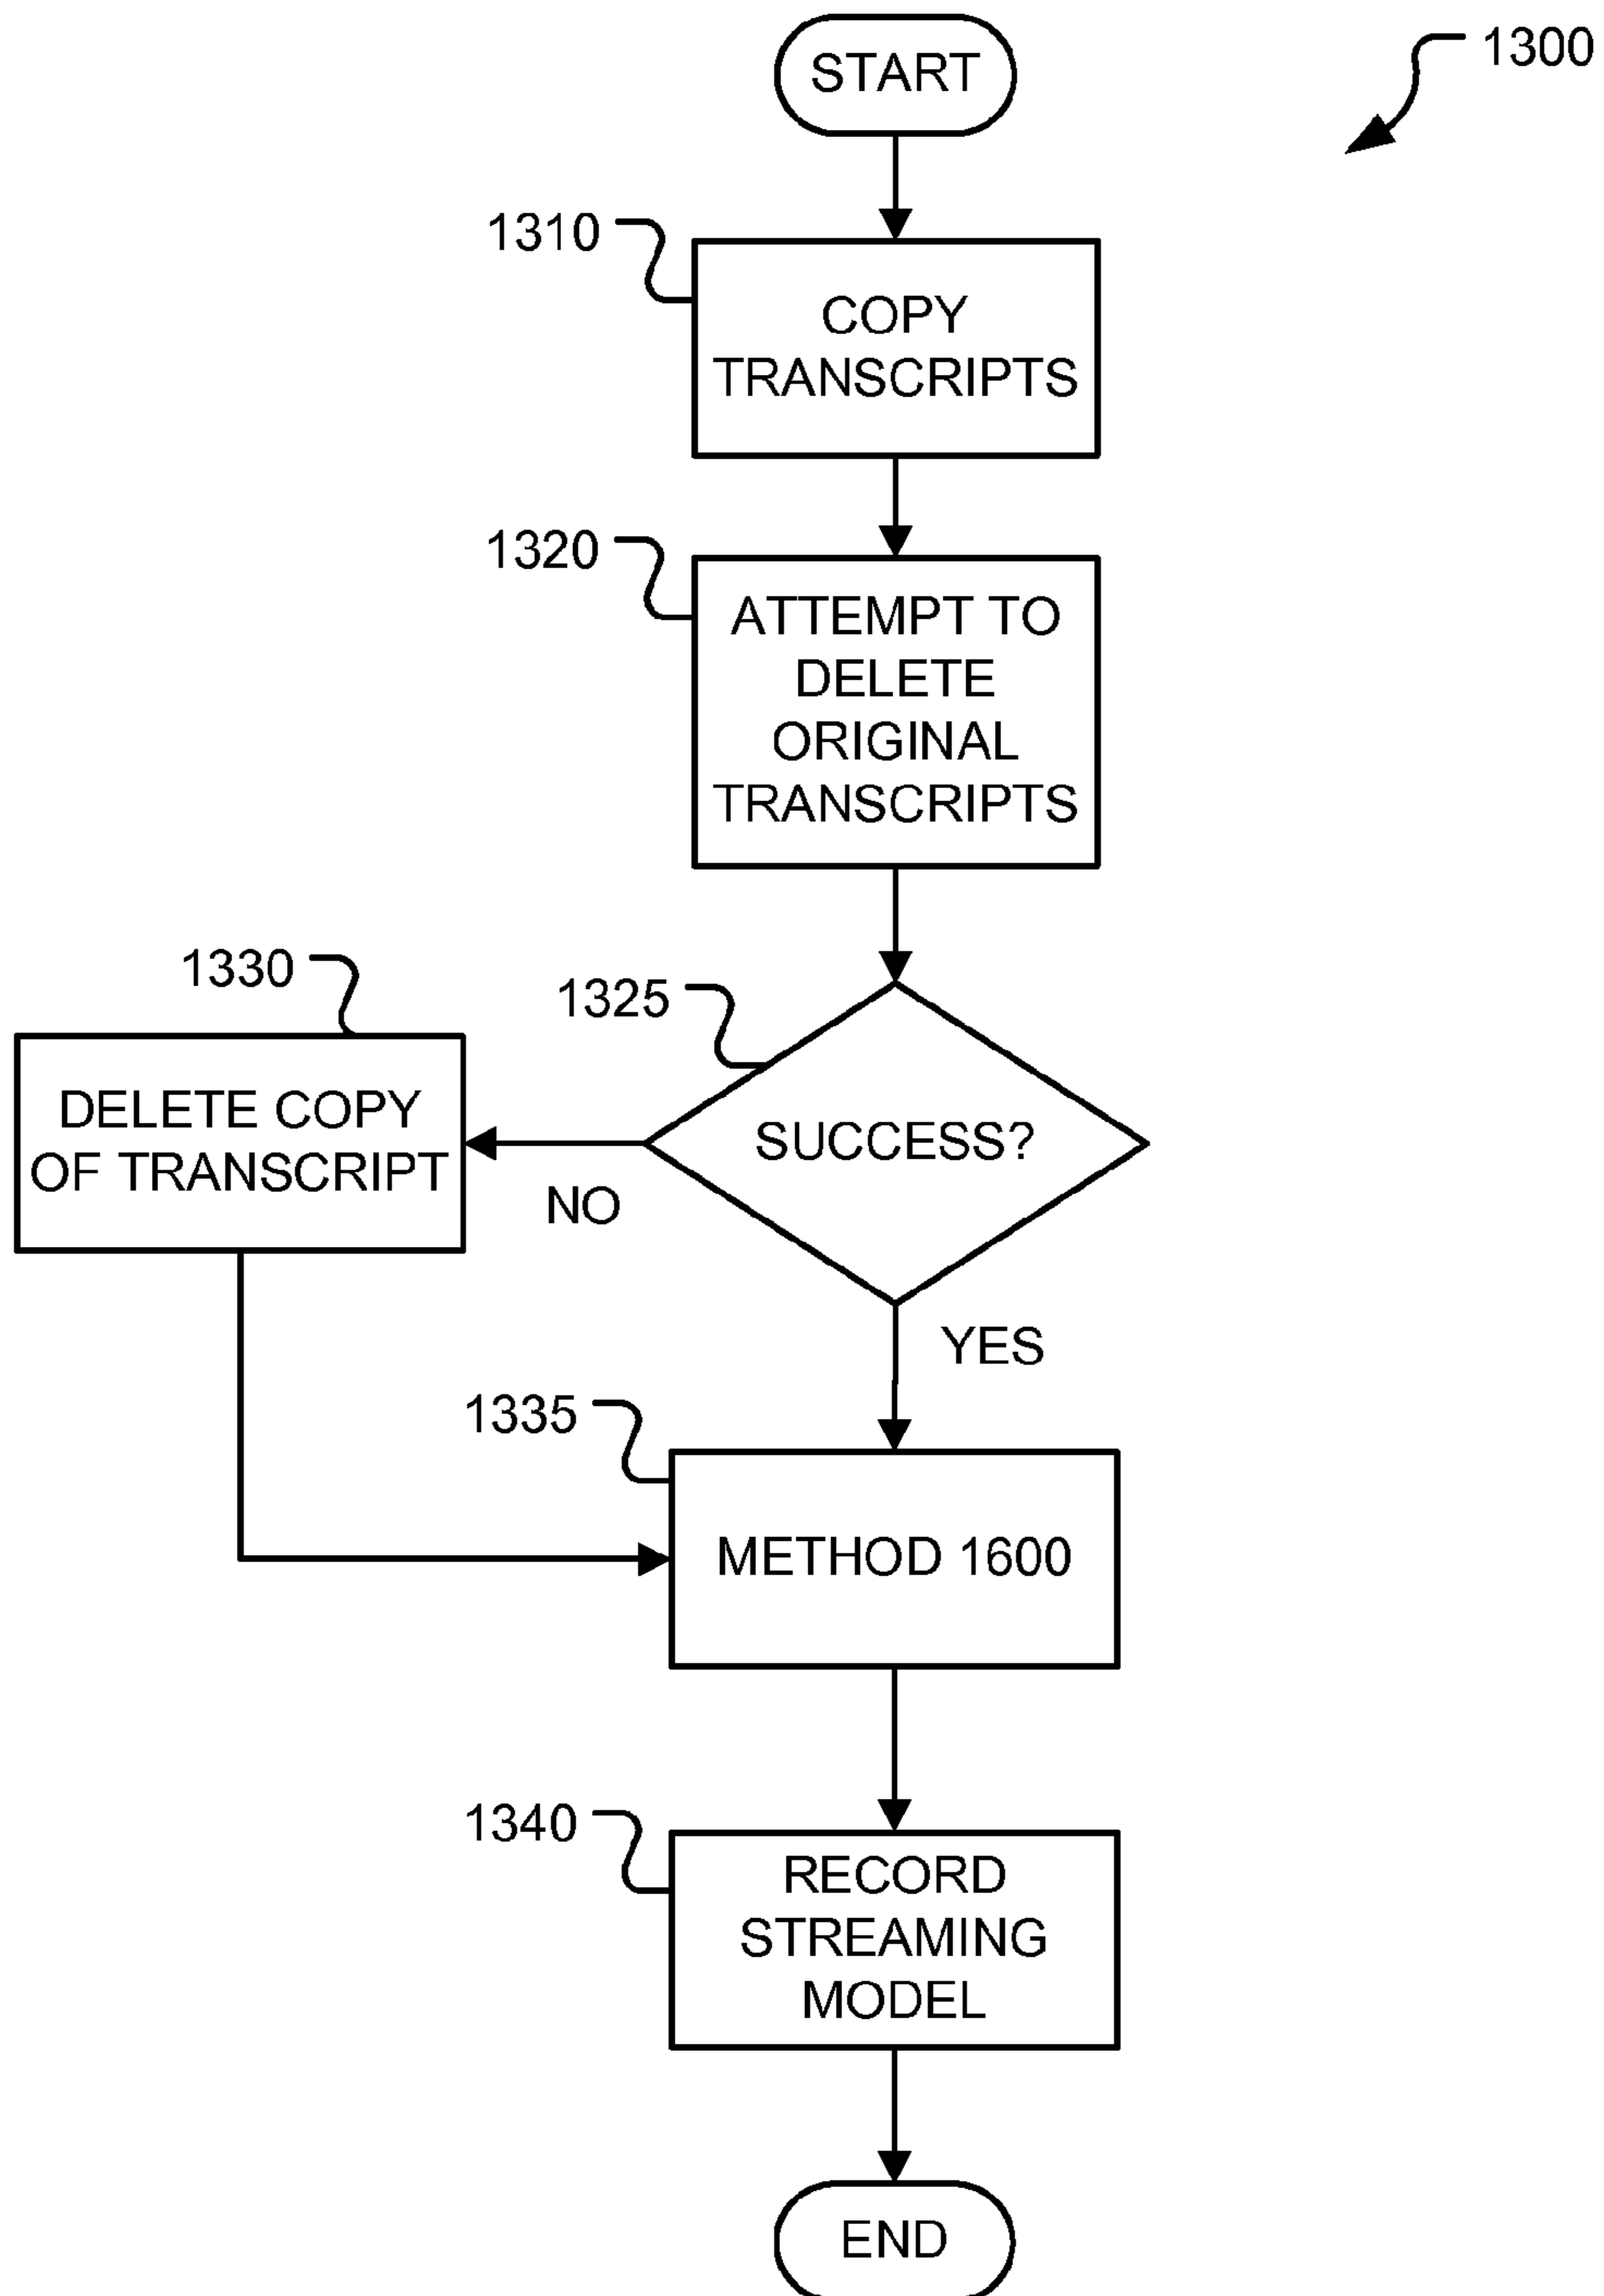 START
1300
1310
COPY
TRANSCRIPTS
1320
ATTEMPT TO
DELETE
ORIGINAL
TRANSCRIPTS
1330
1325
DELETE COPY
OF TRANSCRIPT
SUCCESS?
NO
YES
1335
METHOD 1600
1340
RECORD
STREAMING
MODEL
END